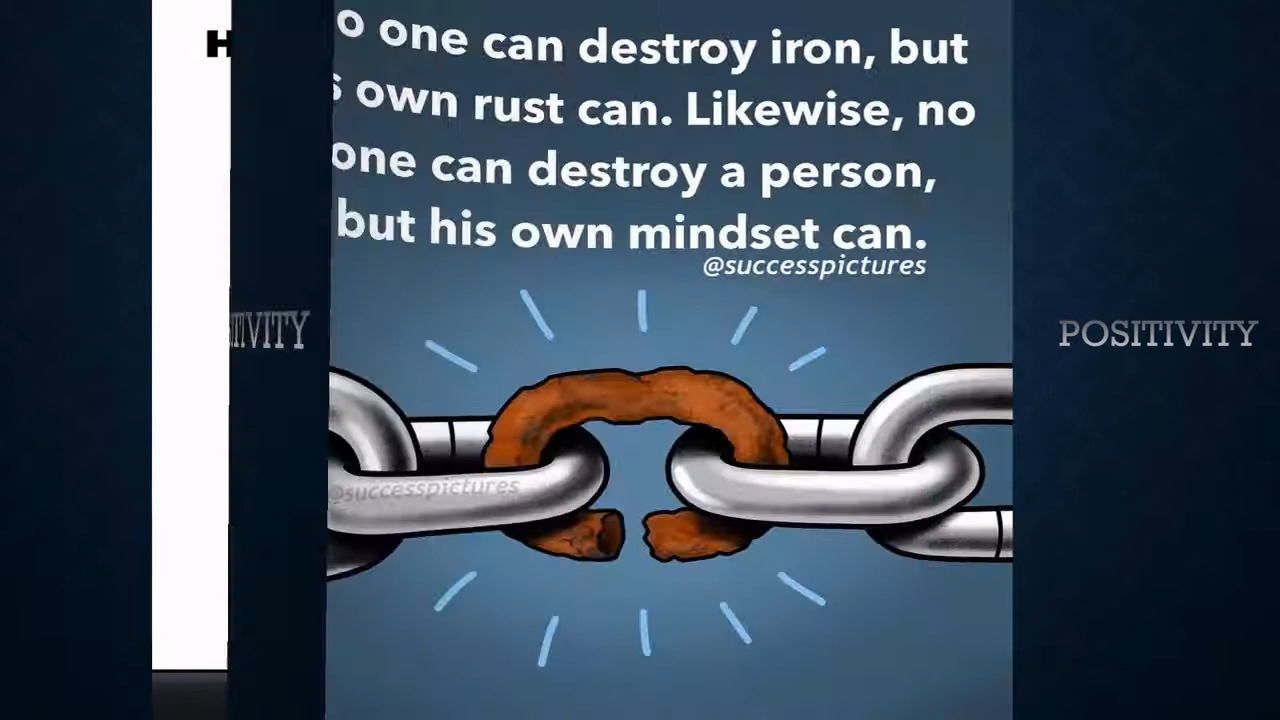 o one can destroy iron, but
s own rust can. Likewise, no
one can destroy a person,
but his own mindset can.
@successpictures
H
ITIVITY
POSITIVITY
@successpictures